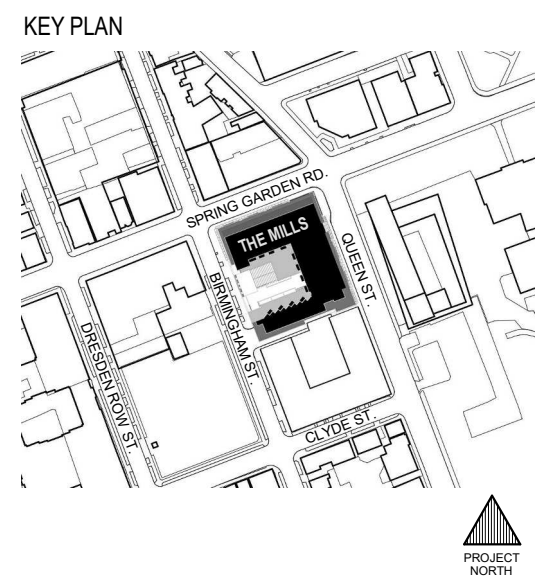 KEY PLAN
SPRING GARDEN RD.
THE MILLS
QUEEN ST.
BIRMINGHAM ST.
DRESDEN ROW ST.
CLYDE ST.
PROJECT
NORTH